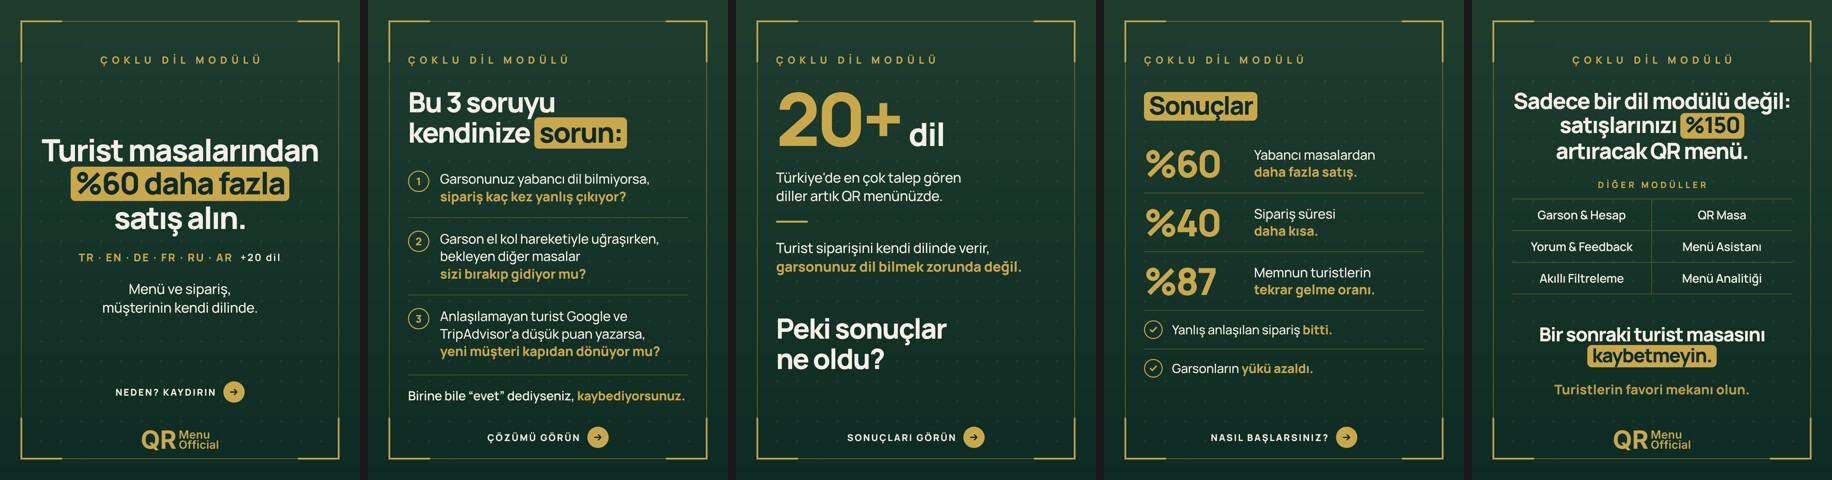 ÇOKLU DİL MODÜLÜ
Turist masalarından
%60 daha fazla
satış alın.
TR · EN · DE · FR · RU · AR +20 dil
Menü ve sipariş,
müşterinin kendi dilinde.
NEDEN? KAYDIRIN
QR Menu
Official
ÇOKLU DİL MODÜLÜ
Bu 3 soruyu
kendinize sorun:
1 Garsonunuz yabancı dil bilmiyorsa,
sipariş kaç kez yanlış çıkıyor?
2 Garson el kol hareketiyle uğraşırken,
bekleyen diğer masalar
sizi bırakıp gidiyor mu?
3 Anlaşılamayan turist Google ve
TripAdvisor'a düşük puan yazarsa,
yeni müşteri kapıdan dönüyor mu?
Birine bile “evet” dediyseniz, kaybediyorsunuz.
ÇÖZÜMÜ GÖRÜN
ÇOKLU DİL MODÜLÜ
20+ dil
Türkiye'de en çok talep gören
diller artık QR menünüzde.
Turist siparişini kendi dilinde verir,
garsonunuz dil bilmek zorunda değil.
Peki sonuçlar
ne oldu?
SONUÇLARI GÖRÜN
ÇOKLU DİL MODÜLÜ
Sonuçlar
%60 Yabancı masalardan
daha fazla satış.
%40 Sipariş süresi
daha kısa.
%87 Memnun turistlerin
tekrar gelme oranı.
Yanlış anlaşılan sipariş bitti.
Garsonların yükü azaldı.
NASIL BAŞLARSINIZ?
ÇOKLU DİL MODÜLÜ
Sadece bir dil modülü değil:
satışlarınızı %150
artıracak QR menü.
DİĞER MODÜLLER
Garson & Hesap QR Masa
Yorum & Feedback Menü Asistanı
Akıllı Filtreleme Menü Analitiği
Bir sonraki turist masasını
kaybetmeyin.
Turistlerin favori mekanı olun.
QR Menu
Official